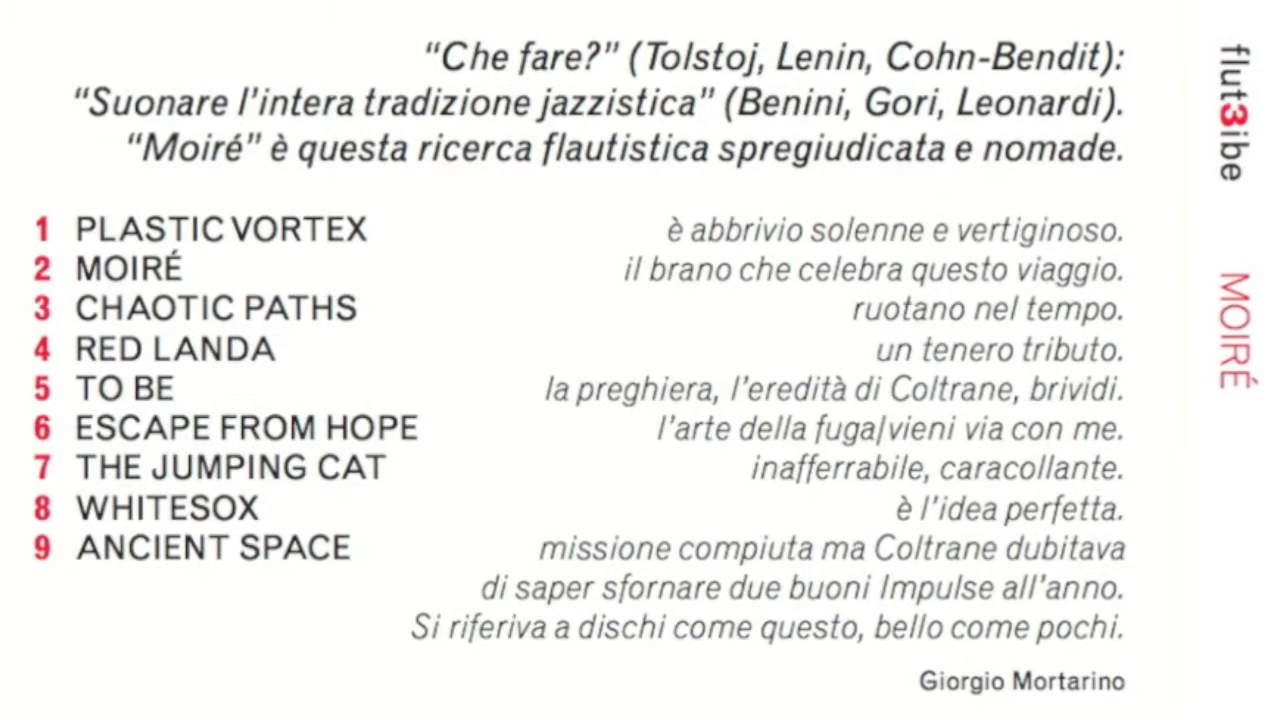 “Che fare?” (Tolstoj, Lenin, Cohn-Bendit):
“Suonare l’intera tradizione jazzistica” (Benini, Gori, Leonardi).
“Moiré” è questa ricerca flautistica spregiudicata e nomade.
1 PLASTIC VORTEX è abbrivio solenne e vertiginoso.
2 MOIRÉ il brano che celebra questo viaggio.
3 CHAOTIC PATHS ruotano nel tempo.
4 RED LANDA un tenero tributo.
5 TO BE la preghiera, l’eredità di Coltrane, brividi.
6 ESCAPE FROM HOPE l’arte della fuga|vieni via con me.
7 THE JUMPING CAT inafferrabile, caracollante.
8 WHITESOX è l’idea perfetta.
9 ANCIENT SPACE missione compiuta ma Coltrane dubitava
di saper sfornare due buoni Impulse all’anno.
Si riferiva a dischi come questo, bello come pochi.
Giorgio Mortarino
flut3ibe MOIRÉ